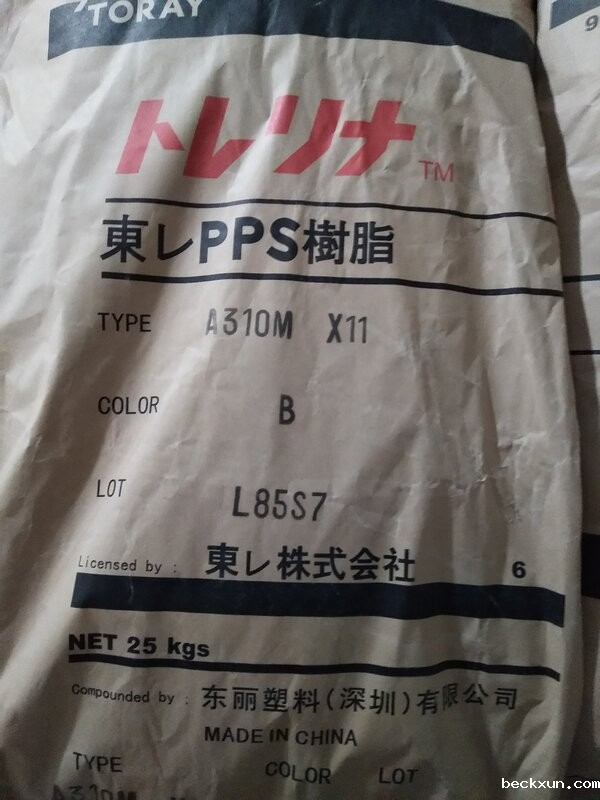 TORAY
トレリナ TM
東レPPS樹脂
TYPE A310M X11
COLOR B
LOT L85S7
Licensed by : 東レ株式会社 6
NET 25 kgs
Compounded by : 东丽塑料(深圳)有限公司
MADE IN CHINA
TYPE COLOR LOT
A310M
9
beckxun.com